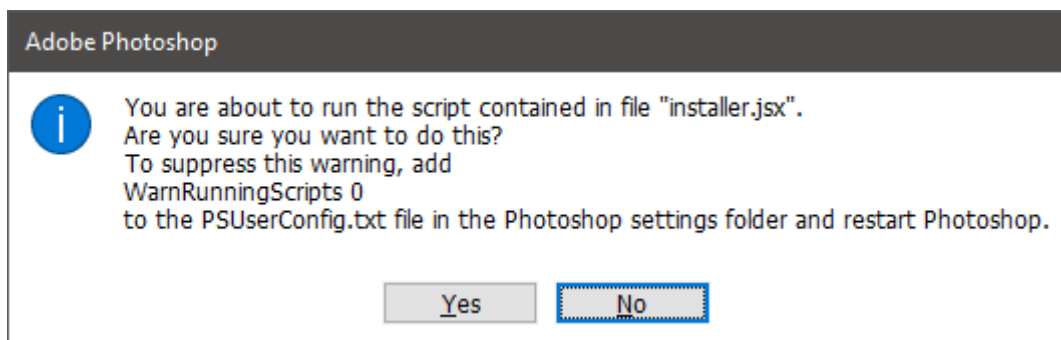 Adobe Photoshop
You are about to run the script contained in file "installer.jsx".
Are you sure you want to do this?
To suppress this warning, add
WarnRunningScripts 0
to the PSUserConfig.txt file in the Photoshop settings folder and restart Photoshop.
Yes
No